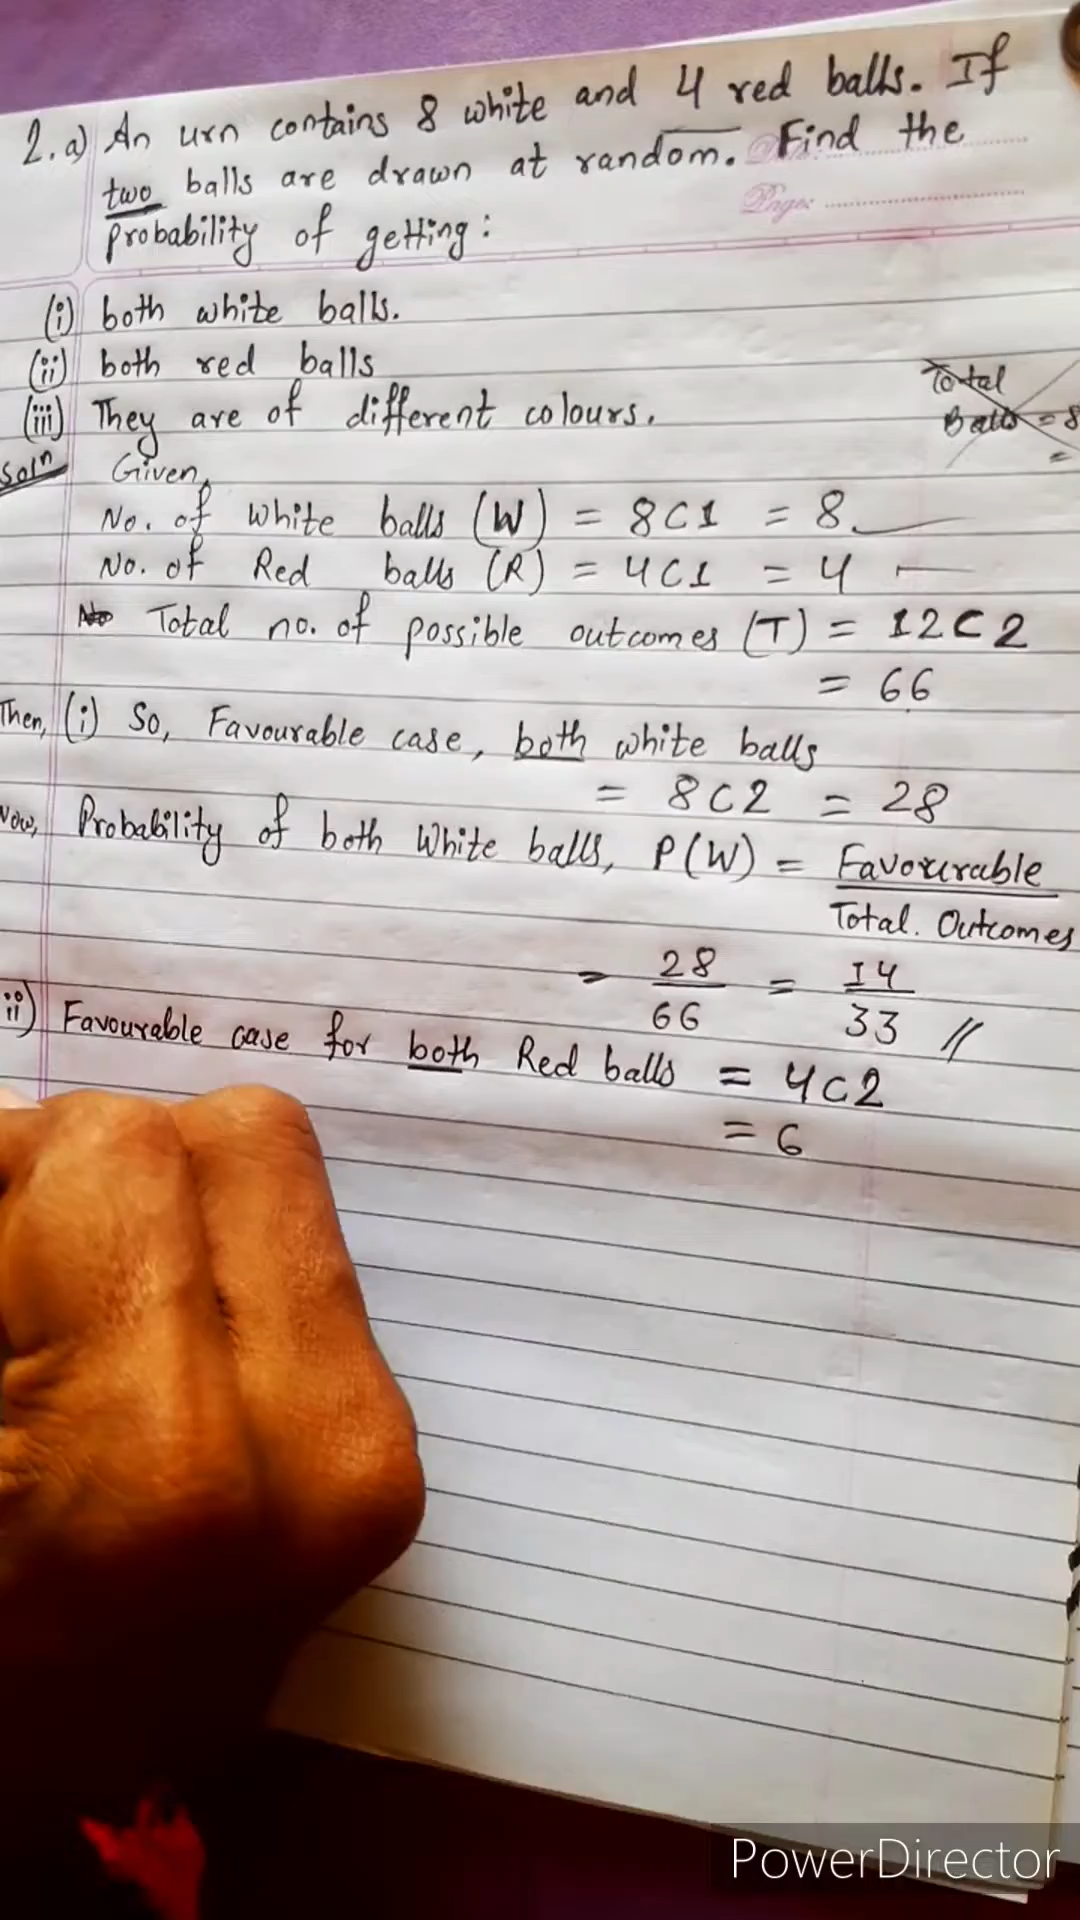 2.a) An urn contains 8 white and 4 red balls. If
two balls are drawn at random. Find the
probability of getting:
Page:
(i) both white balls.
(ii) both red balls
(iii) They are of different colours.
Total
Balls = 8
=
Soln
Given,
No. of White balls (W) = 8C1 = 8
No. of Red balls (R) = 4C1 = 4
Total no. of possible outcomes (T) = 12C2
= 66
Then, (i) So, Favourable case, both white balls
= 8C2 = 28
Now, Probability of both White balls, P(W) = Favourable
Total. Outcomes
= 28/66 = 14/33 //
ii) Favourable case for both Red balls = 4C2
= 6
PowerDirector